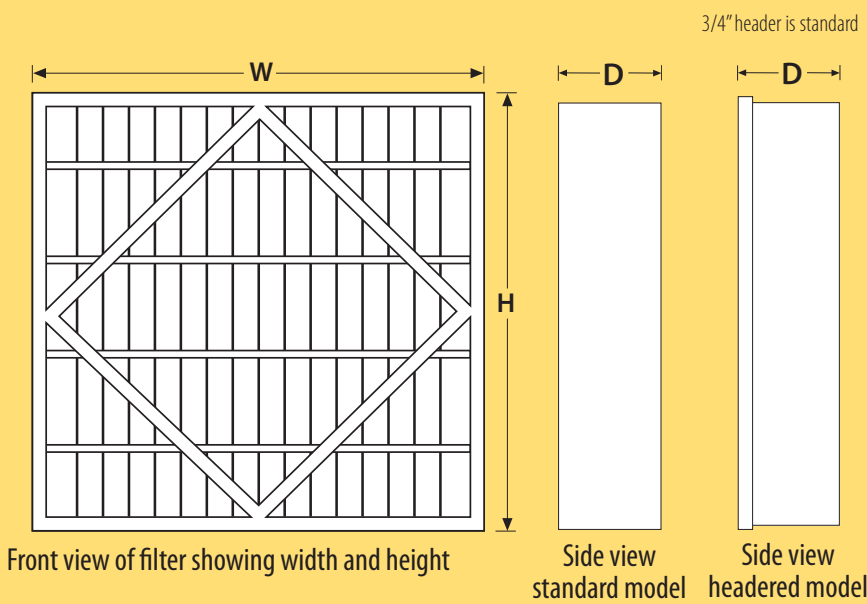 3/4” header is standard
W
D
D
H
Front view of filter showing width and height
Side view
standard model
Side view
headered model